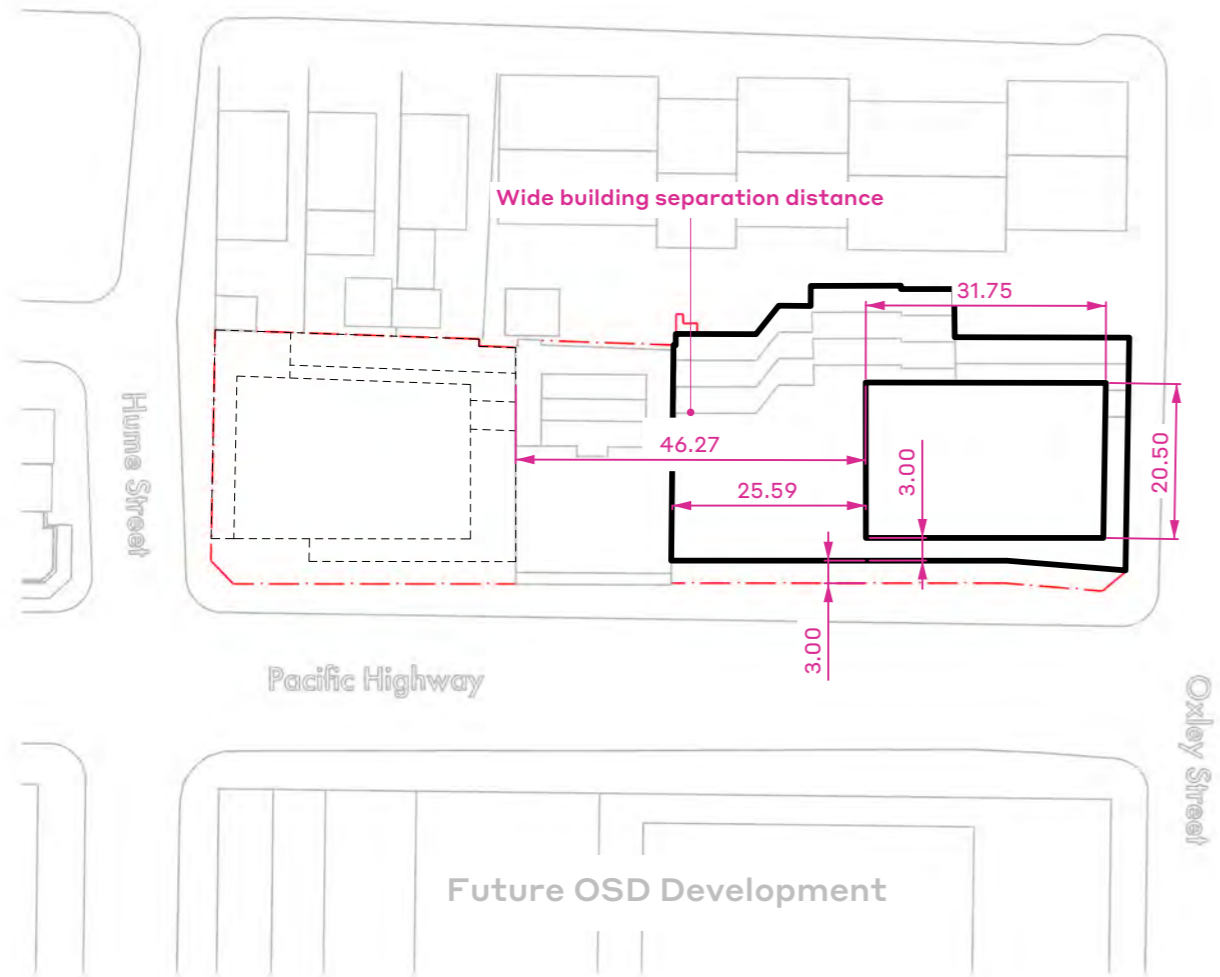 Wide building separation distance
31.75
46.27
3.00
20.50
25.59
Hume Street
3.00
Pacific Highway
Oxley Street
Future OSD Development